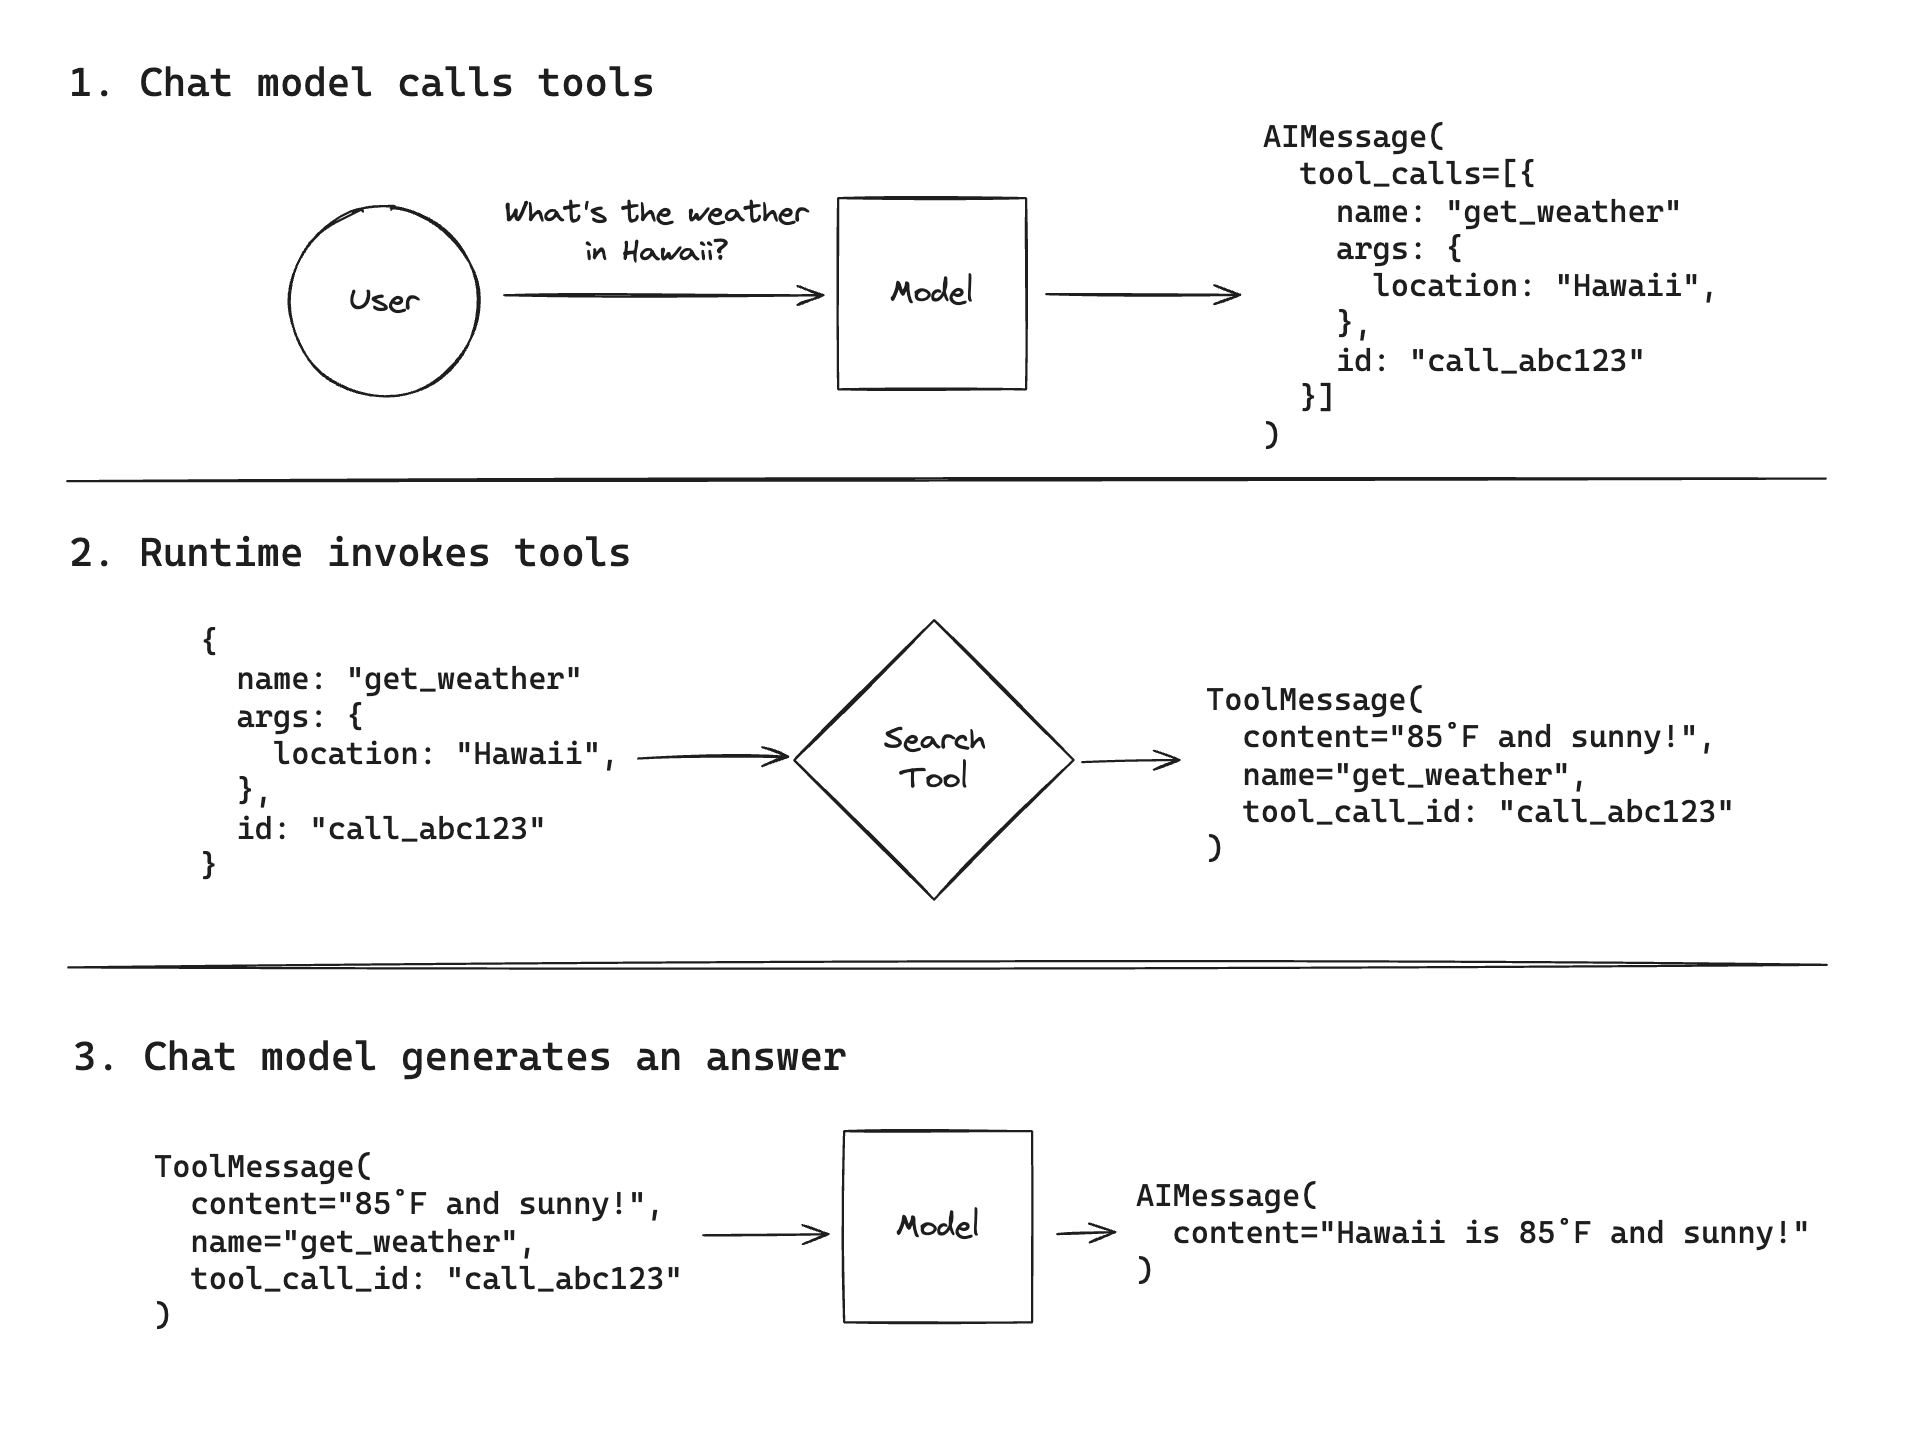 1. Chat model calls tools
User
What's the weather
in Hawaii?
Model
AIMessage(
  tool_calls=[{
    name: "get_weather"
    args: {
      location: "Hawaii",
    },
    id: "call_abc123"
  }]
)
2. Runtime invokes tools
{
  name: "get_weather"
  args: {
    location: "Hawaii",
  },
  id: "call_abc123"
}
Search
Tool
ToolMessage(
  content="85˚F and sunny!",
  name="get_weather",
  tool_call_id: "call_abc123"
)
3. Chat model generates an answer
ToolMessage(
  content="85˚F and sunny!",
  name="get_weather",
  tool_call_id: "call_abc123"
)
Model
AIMessage(
  content="Hawaii is 85˚F and sunny!"
)